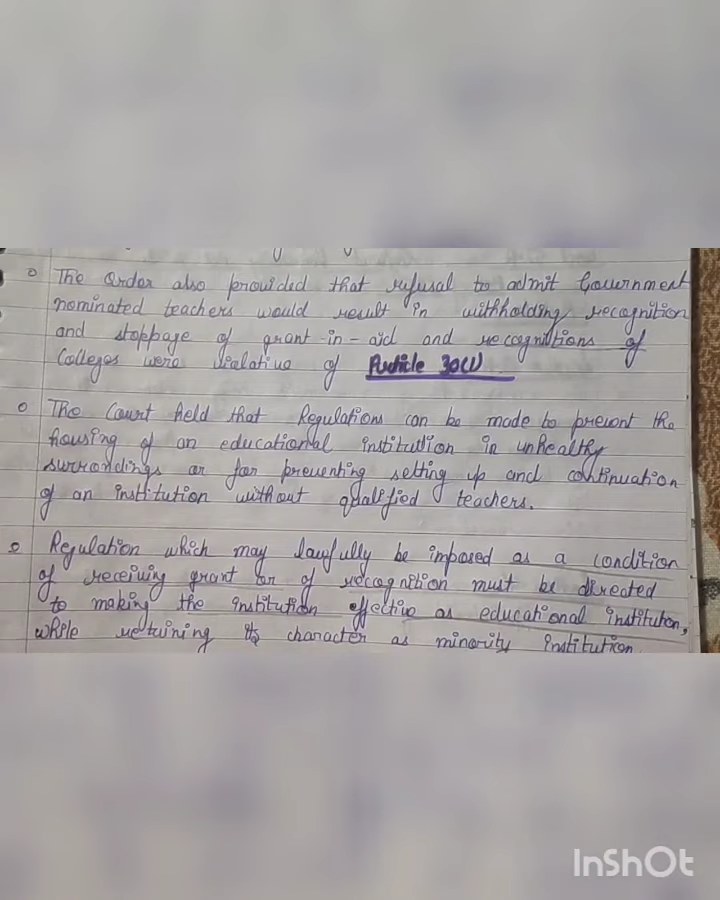 The Order also provided that refusal to admit Government
nominated teachers would result in withholding recognition
and stoppage of grant-in-aid and recognitions of
Colleges were violative of Article 30(1)
The Court held that Regulations can be made to prevent the
housing of an educational institution in unhealthy
surrondings or for preventing setting up and continuation
of an institution without qualified teachers.
Regulation which may lawfully be imposed as a condition
of receiving grant or of recognition must be directed
to making the institution effective as educational institution,
while retaining its character as minority institution
InShOt